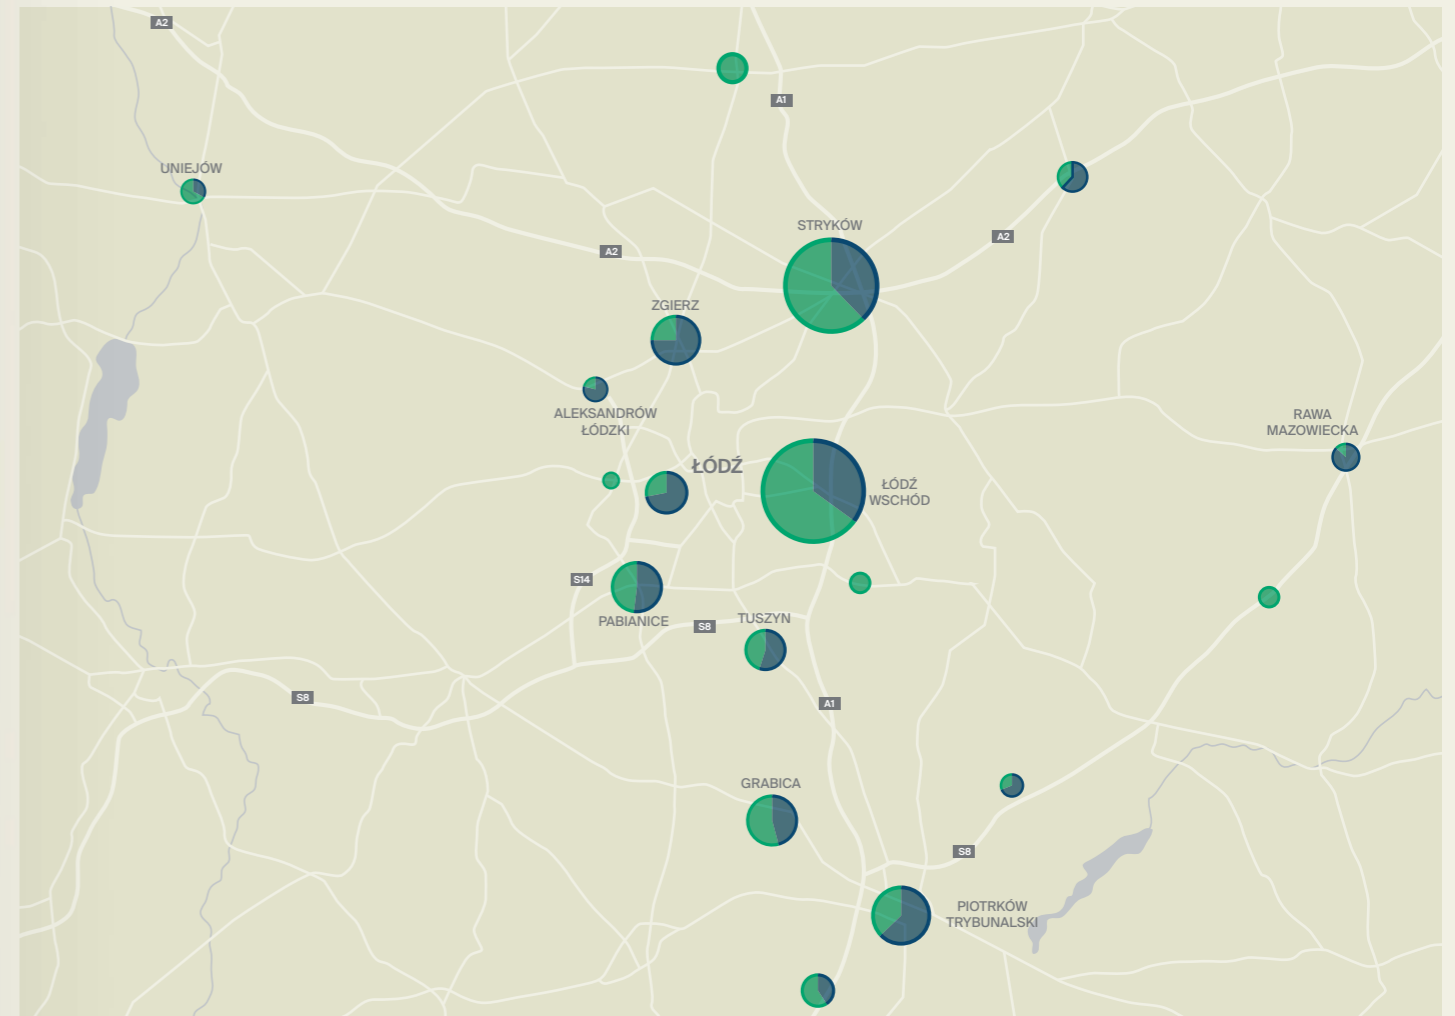 A2
A1
UNIEJÓW
STRYKÓW
A2
A2
ZGIERZ
ALEKSANDRÓW
ŁÓDZKI
RAWA
MAZOWIECKA
ŁÓDŹ
ŁÓDŹ
WSCHÓD
S14
PABIANICE
S8
TUSZYN
S8
A1
GRABICA
S8
PIOTRKÓW
TRYBUNALSKI